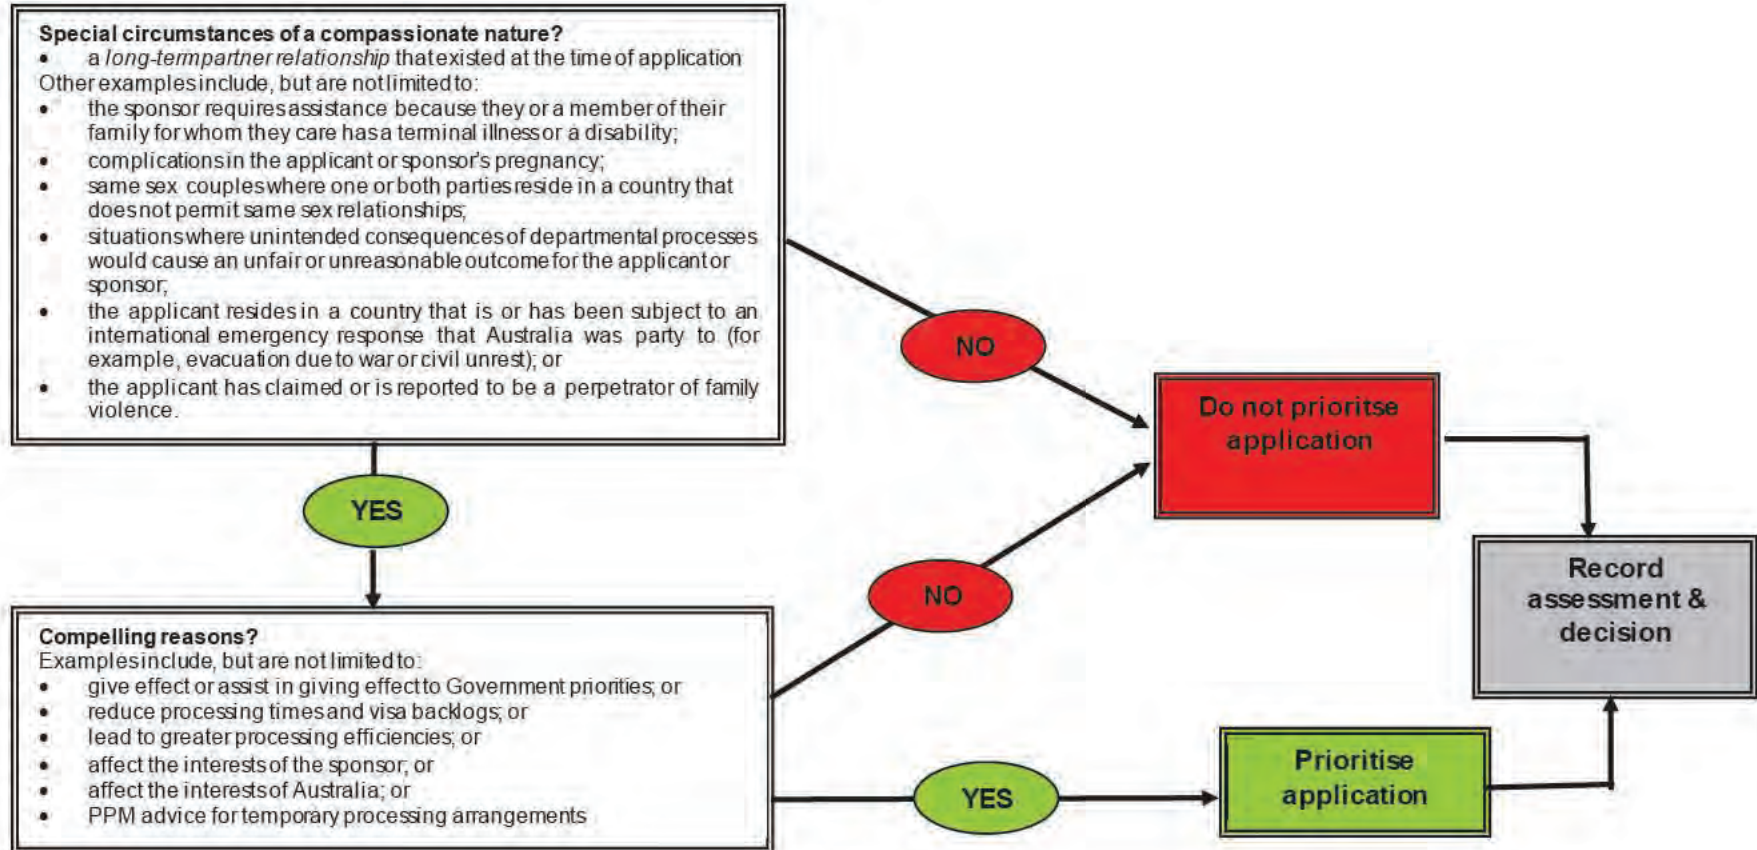 Special circumstances of a compassionate nature?
• a long-term partner relationship that existed at the time of application
Other examples include, but are not limited to:
• the sponsor requires assistance because they or a member of their
family for whom they care has a terminal illness or a disability;
• complications in the applicant or sponsor's pregnancy;
• same sex couples where one or both parties reside in a country that
does not permit same sex relationships;
• situations where unintended consequences of departmental processes
would cause an unfair or unreasonable outcome for the applicant or
sponsor;
• the applicant resides in a country that is or has been subject to an
international emergency response that Australia was party to (for
example, evacuation due to war or civil unrest); or
• the applicant has claimed or is reported to be a perpetrator of family
violence.
NO
YES
Do not prioritse
application
Compelling reasons?
Examples include, but are not limited to:
• give effect or assist in giving effect to Government priorities; or
• reduce processing times and visa backlogs; or
• lead to greater processing efficiencies; or
• affect the interests of the sponsor; or
• affect the interests of Australia; or
• PPM advice for temporary processing arrangements
NO
YES
Prioritise
application
Record
assessment &
decision